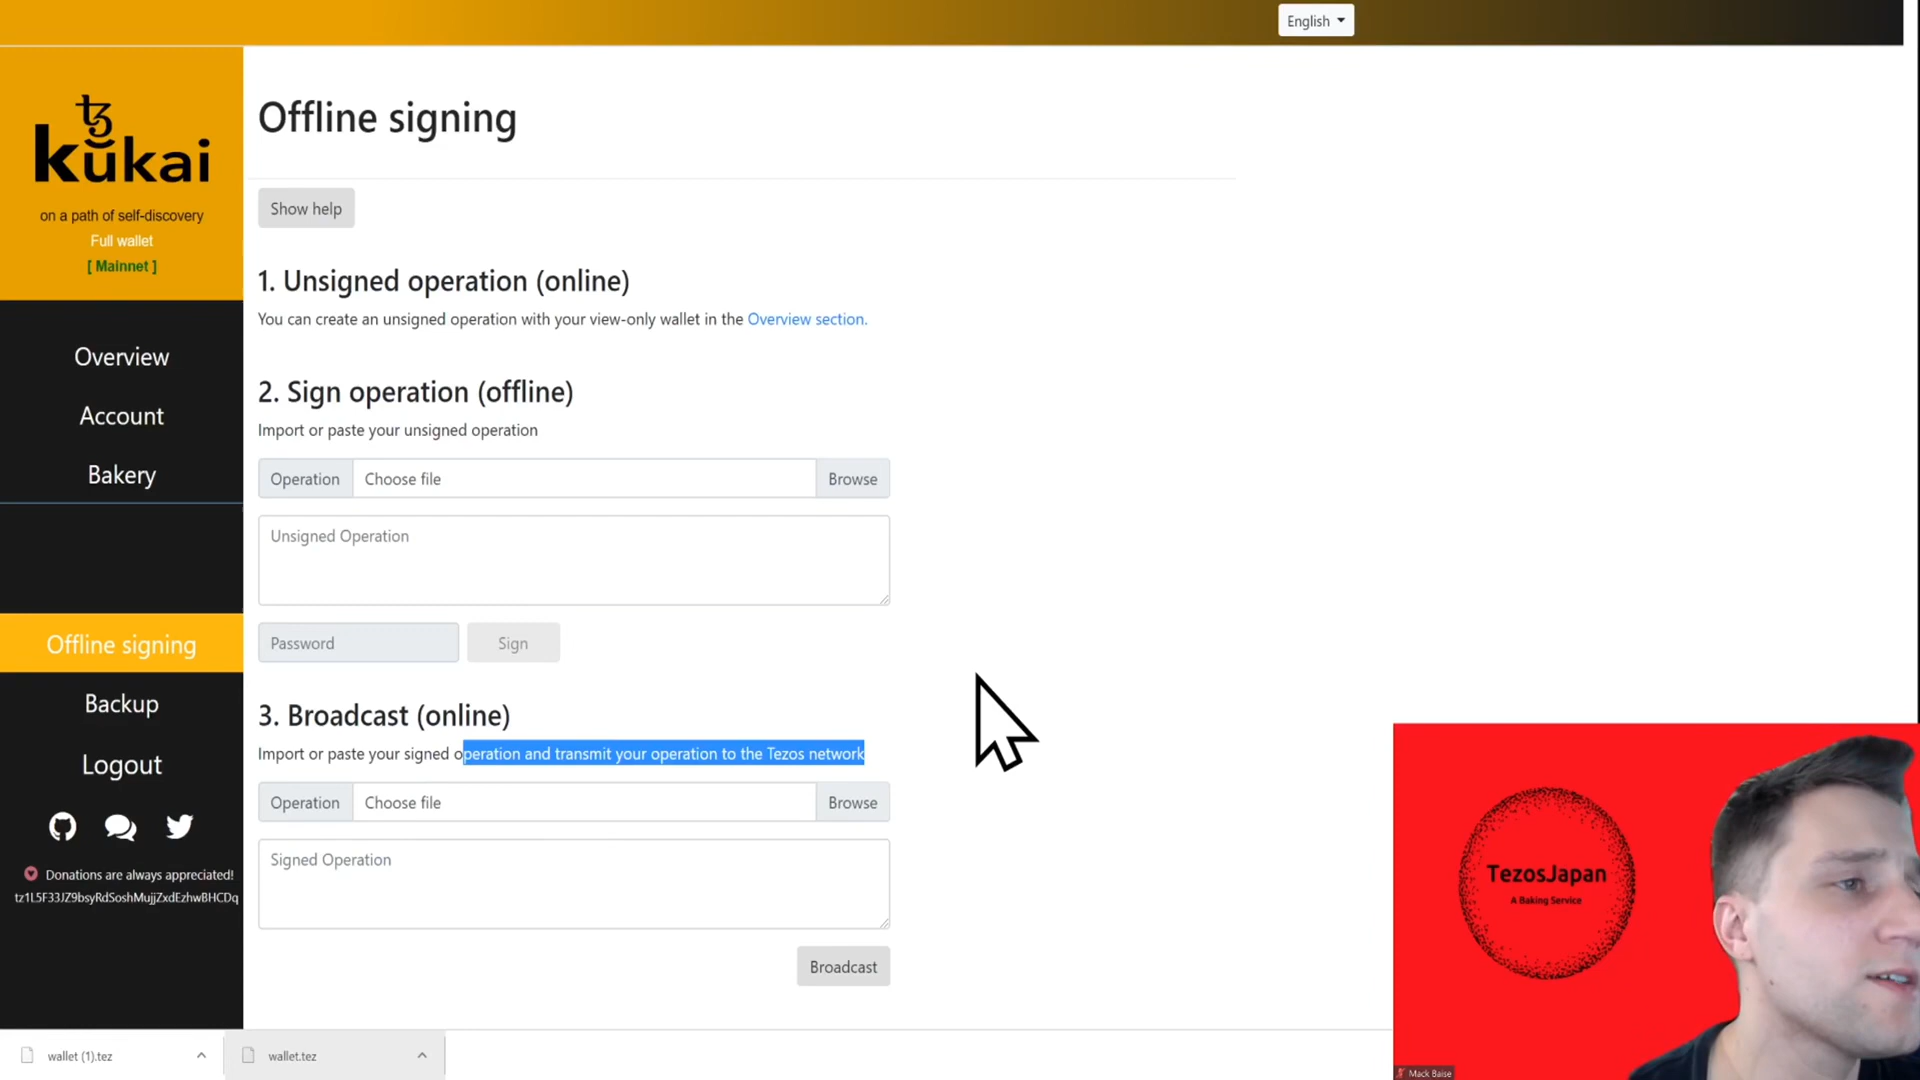 English
tz
kukai
on a path of self-discovery
Full wallet
[ Mainnet ]
Overview
Account
Bakery
Offline signing
Backup
Logout
Donations are always appreciated!
tz1L5F33JZ9bsyRdSoshMujjZxdEzhwBHCDq
Offline signing
Show help
1. Unsigned operation (online)
You can create an unsigned operation with your view-only wallet in the Overview section.
2. Sign operation (offline)
Import or paste your unsigned operation
Operation Choose file Browse
Unsigned Operation
Password Sign
3. Broadcast (online)
Import or paste your signed operation and transmit your operation to the Tezos network
Operation Choose file Browse
Signed Operation
Broadcast
wallet (1).tez wallet.tez
TezosJapan
A Baking Service
Mack Baise